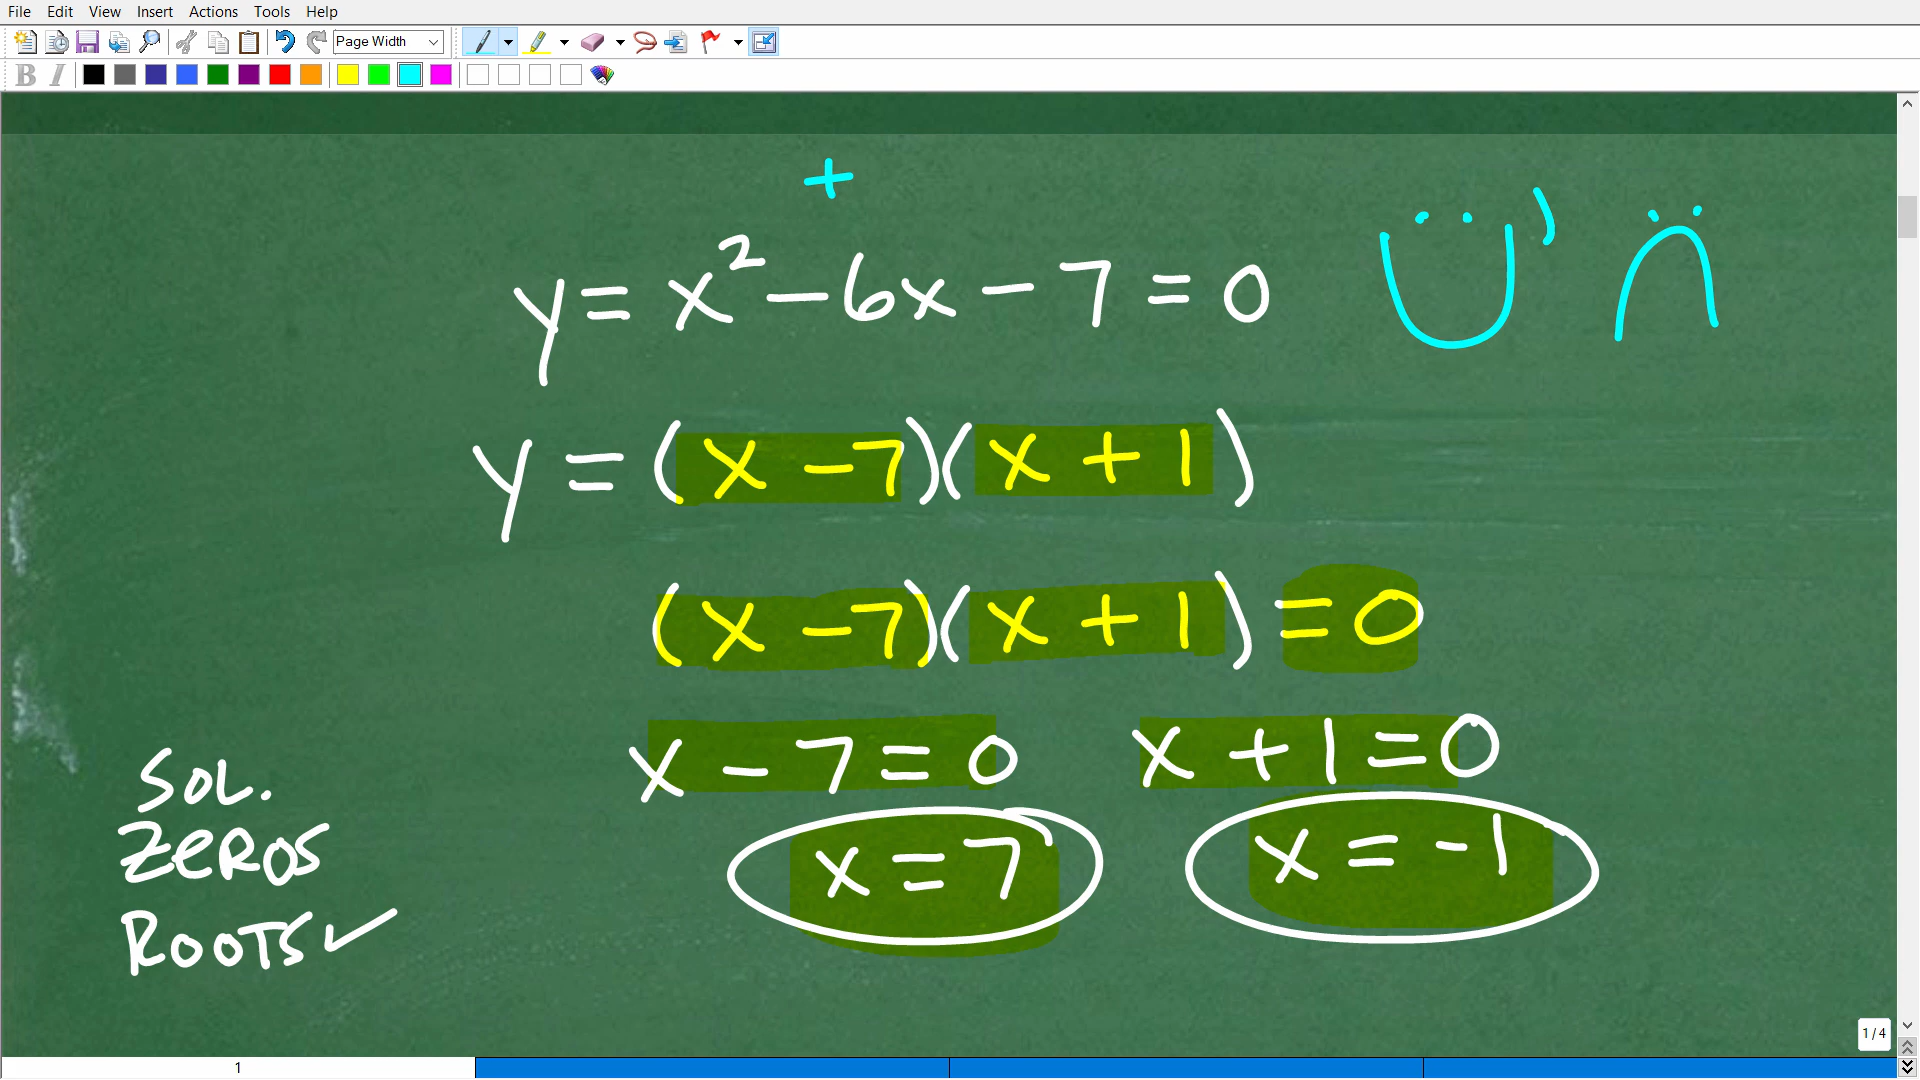 File Edit View Insert Actions Tools Help
Page Width
B I
+
y = x² - 6x - 7 = 0
y = (x - 7)(x + 1)
(x - 7)(x + 1) = 0
x - 7 = 0 x + 1 = 0
x = 7 x = -1
SOL.
ZEROS
ROOTS✓
1 / 4
1